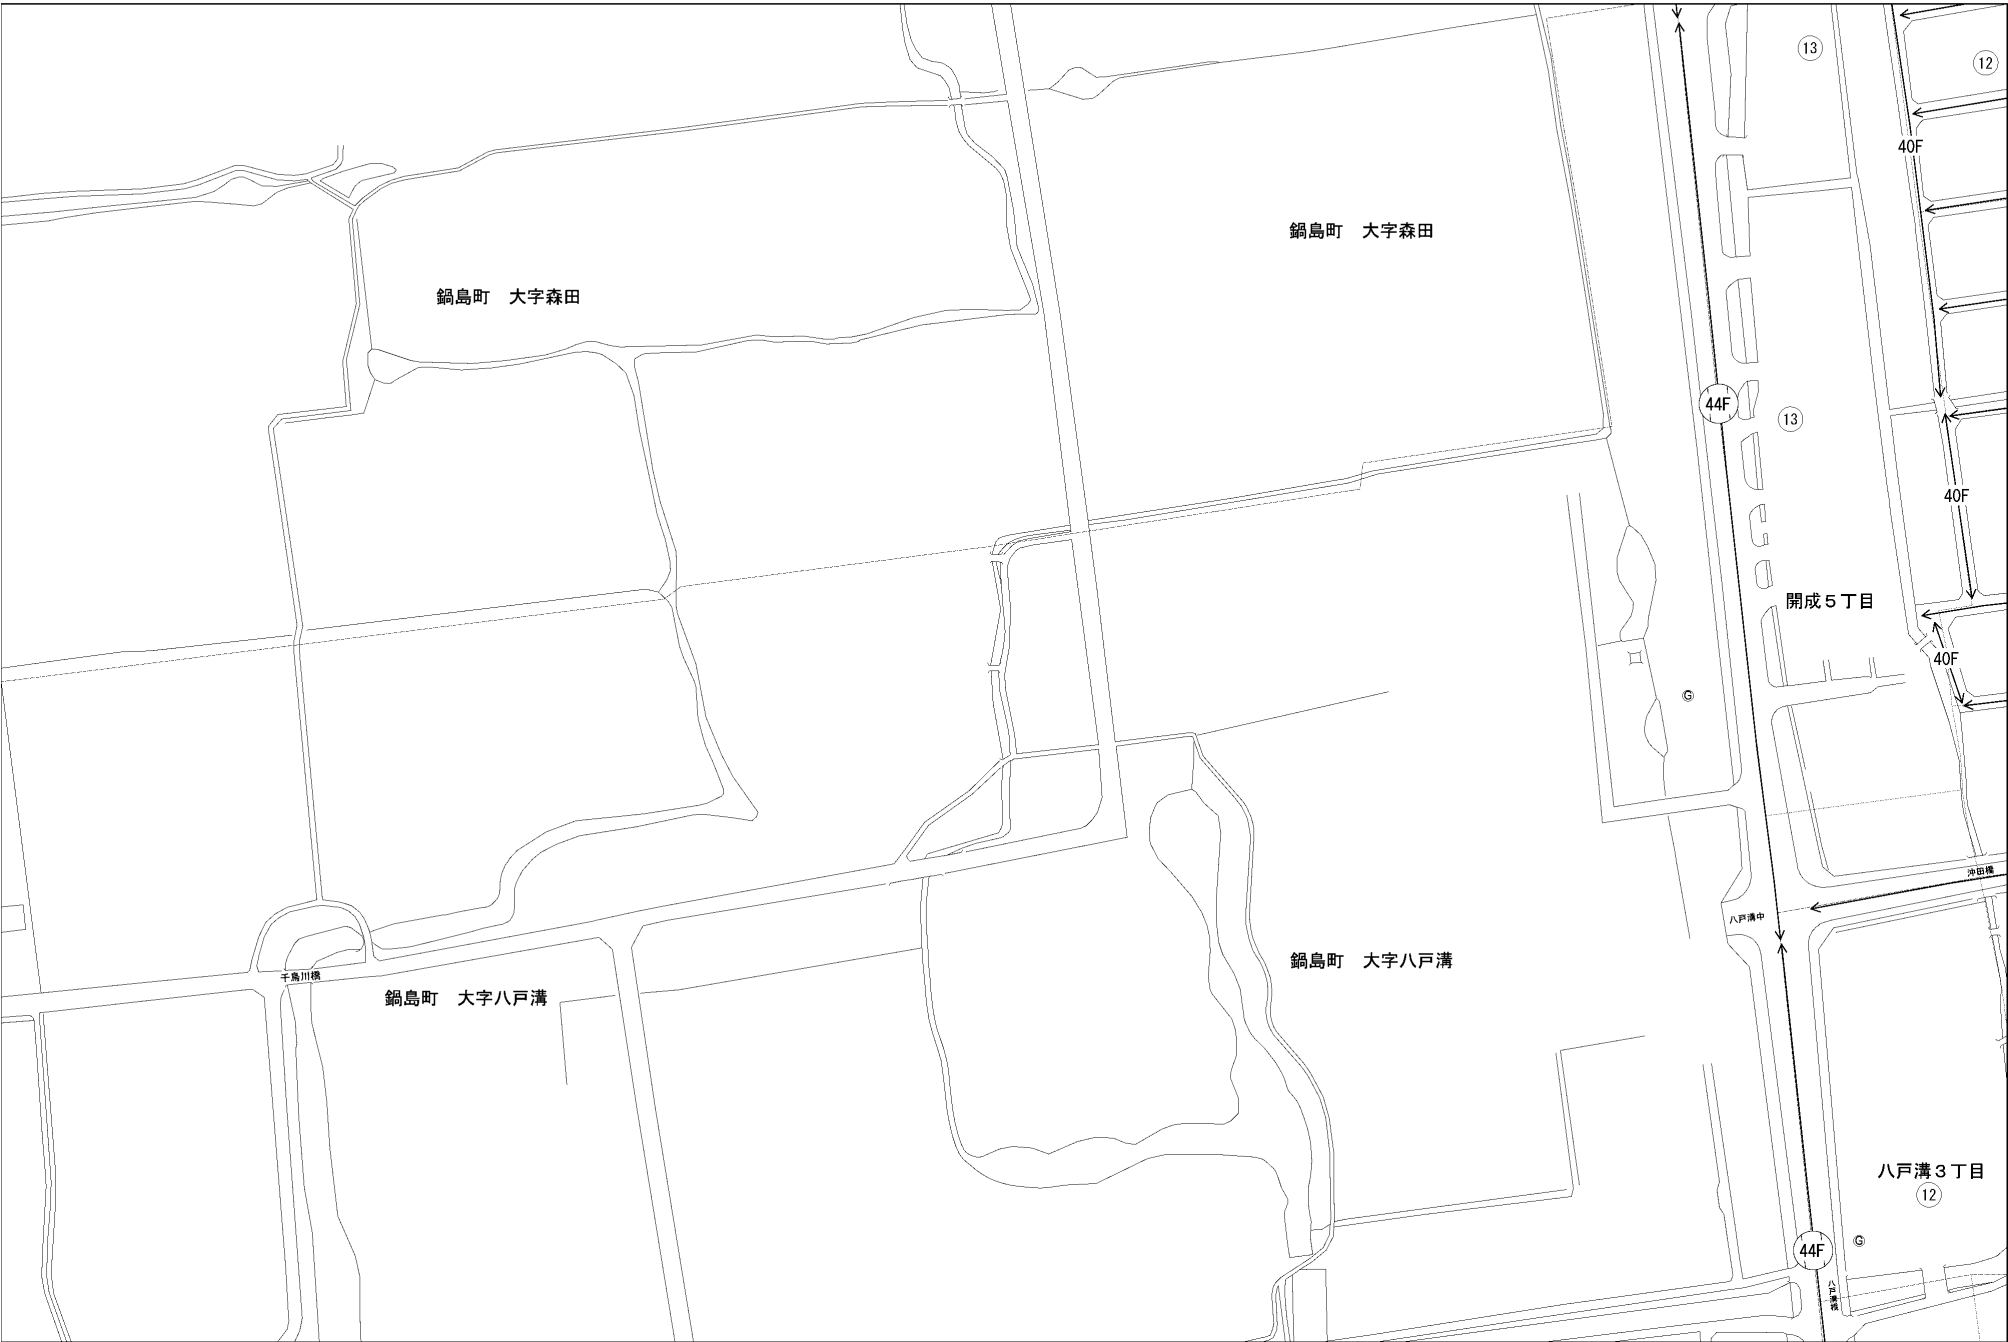 13
12
40F
鍋島町　大字森田
鍋島町　大字森田
44F
13
40F
開成５丁目
40F
G
沖田橋
八戸溝中
鍋島町　大字八戸溝
千鳥川橋
鍋島町　大字八戸溝
八戸溝３丁目
12
G
44F
八戸溝橋